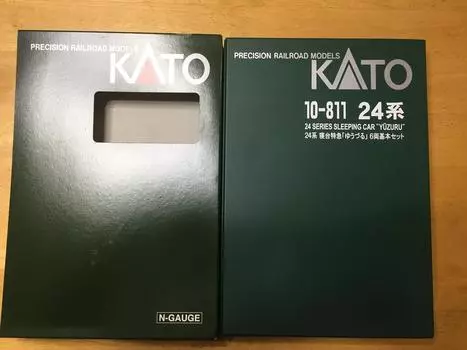 PRECISION RAILROAD MODELS
KATO
N-GAUGE
PRECISION RAILROAD MODELS
KATO
10-811 24系
24 SERIES SLEEPING CAR "YŪZURU"
24系 寝台特急「ゆうづる」6両基本セット